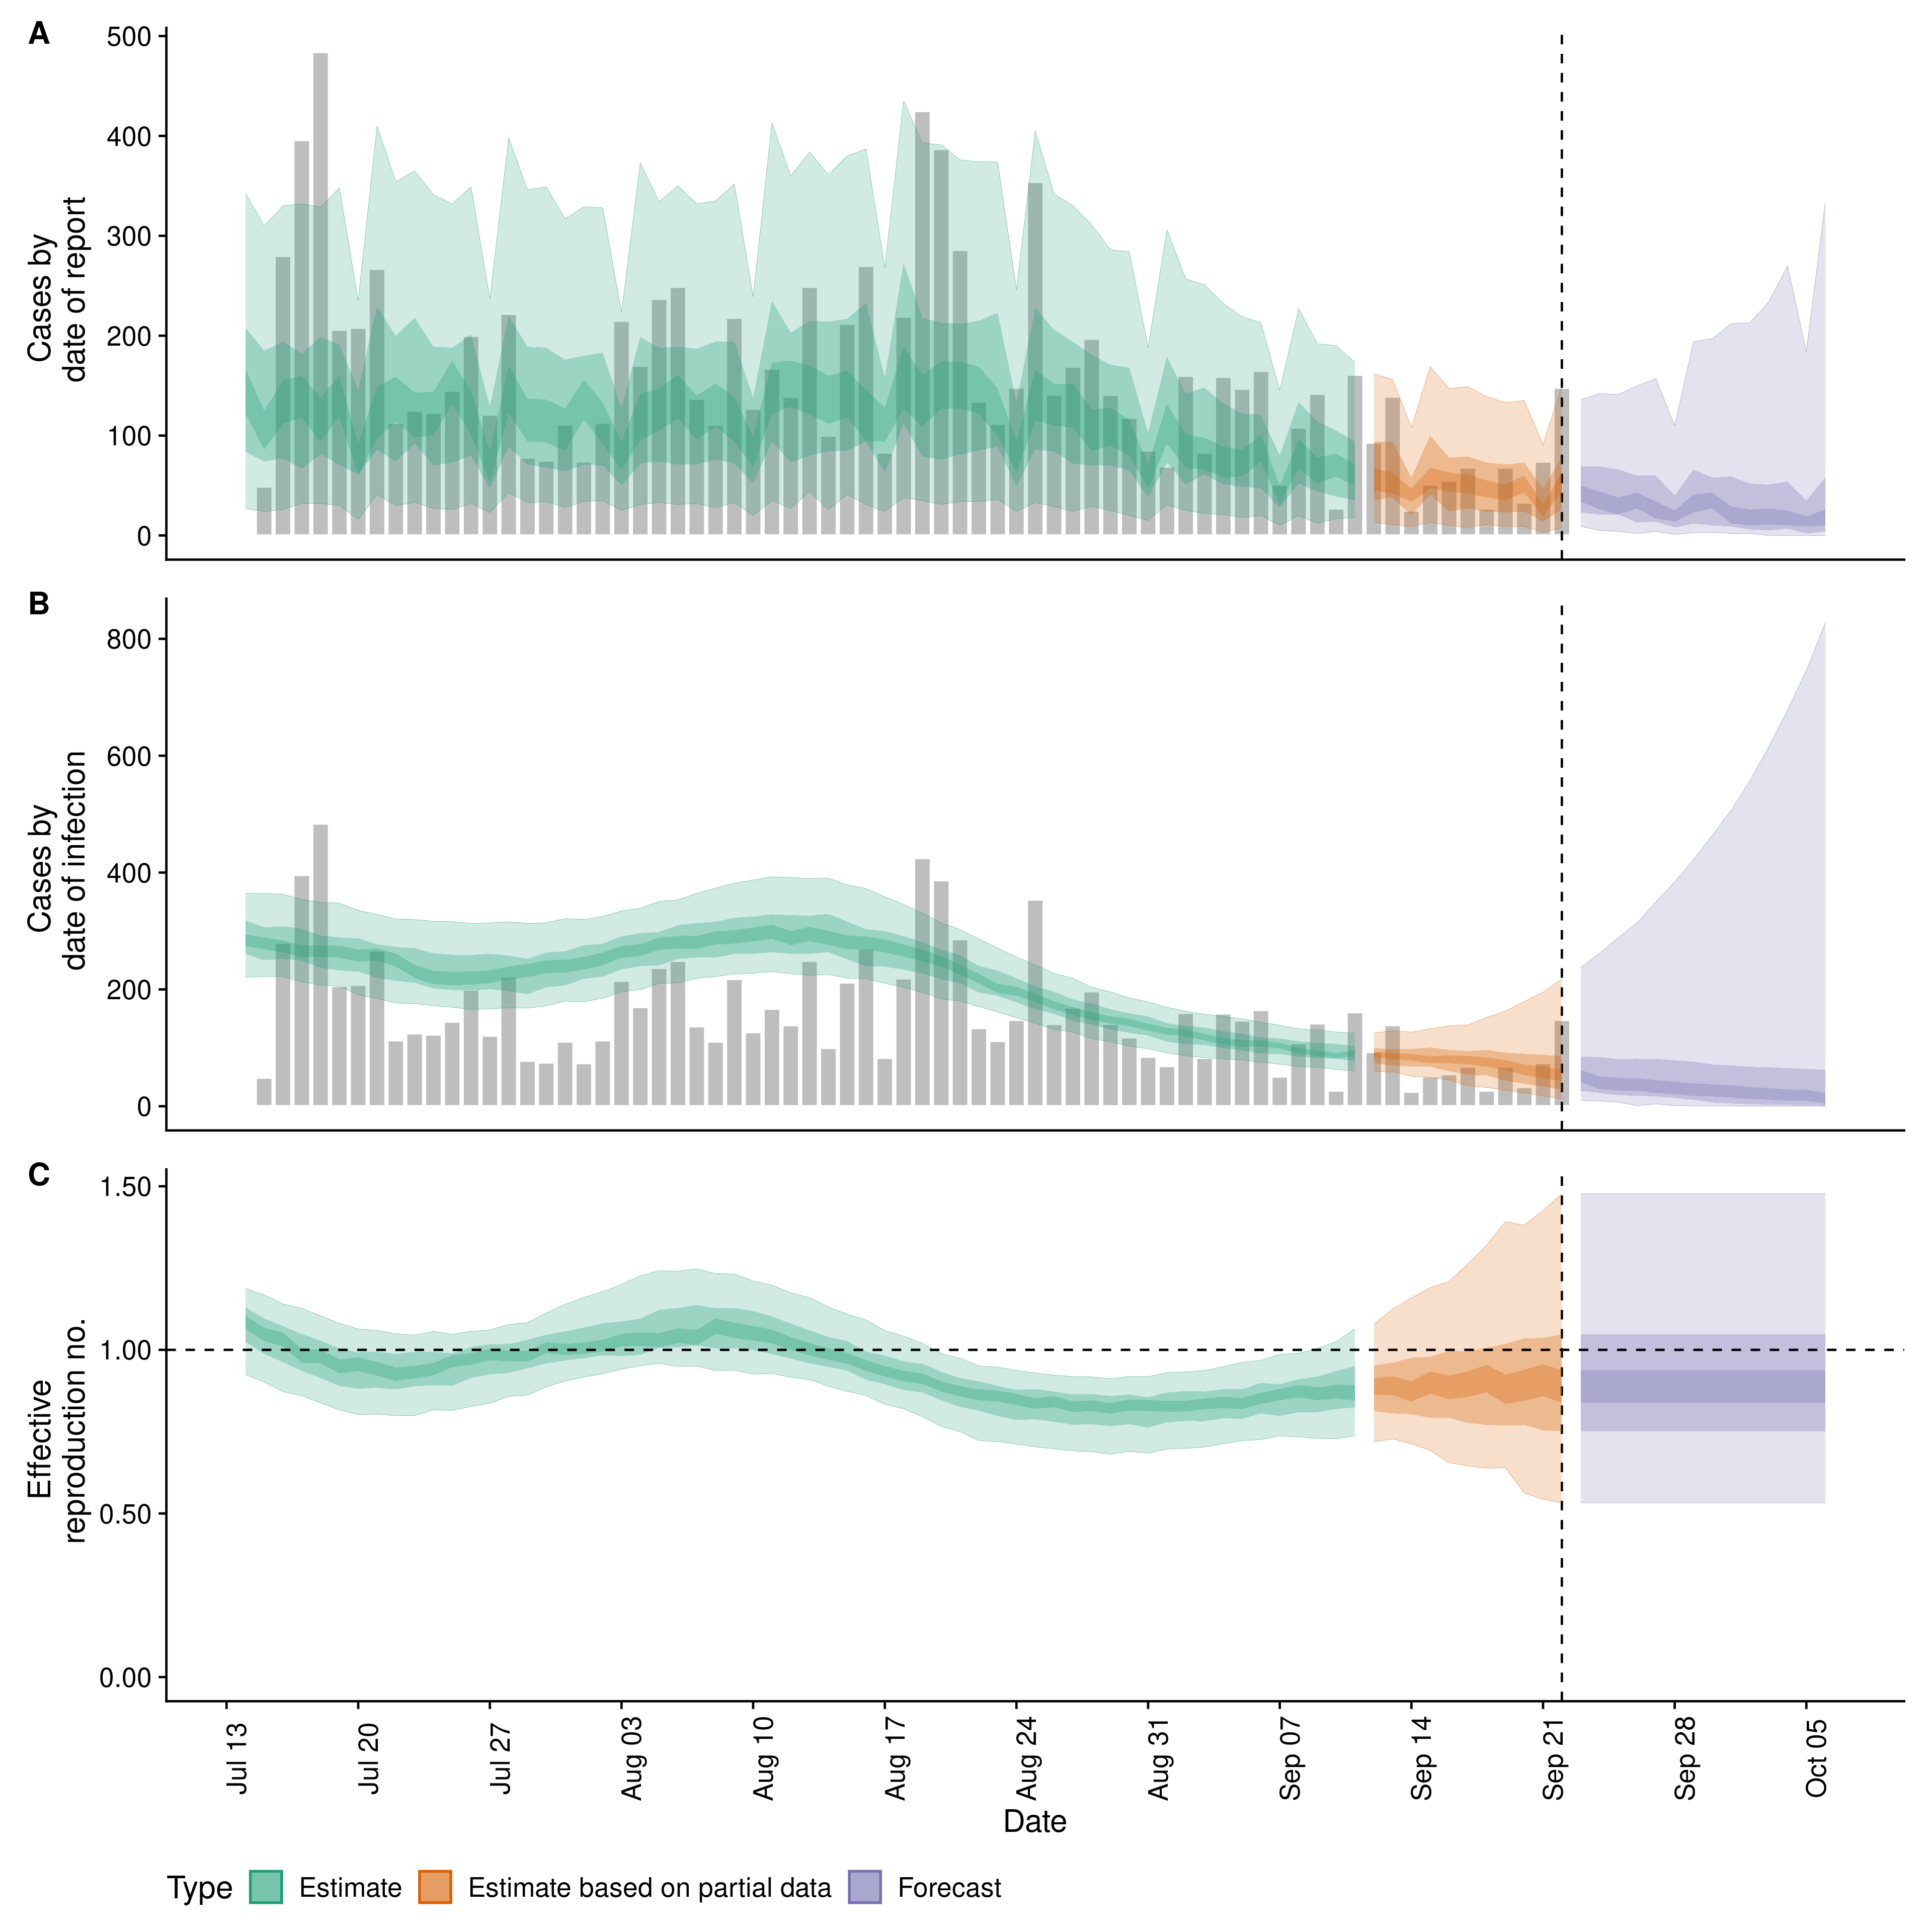 A
500
400
300
200
100
0
Cases by
date of report
B
800
600
400
200
0
Cases by
date of infection
C
1.50
1.00
0.50
0.00
Effective
reproduction no.
Jul 13
Jul 20
Jul 27
Aug 03
Aug 10
Aug 17
Aug 24
Aug 31
Sep 07
Sep 14
Sep 21
Sep 28
Oct 05
Date
Type Estimate Estimate based on partial data Forecast